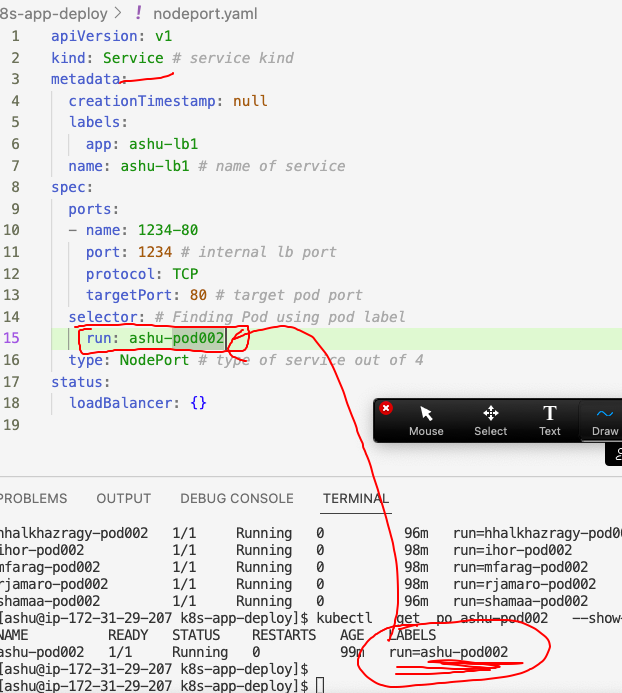 8s-app-deploy > ! nodeport.yaml
1 apiVersion: v1
2 kind: Service # service kind
3 metadata:
4 creationTimestamp: null
5 labels:
6 app: ashu-lb1
7 name: ashu-lb1 # name of service
8 spec:
9 ports:
10 - name: 1234-80
11 port: 1234 # internal lb port
12 protocol: TCP
13 targetPort: 80 # target pod port
14 selector: # Finding Pod using pod label
15 run: ashu-pod002
16 type: NodePort # type of service out of 4
17 status:
18 loadBalancer: {}
19
Mouse Select Text Draw
PROBLEMS OUTPUT DEBUG CONSOLE TERMINAL
hhalkhazragy-pod002 1/1 Running 0 96m run=hhalkhazragy-pod0
ihor-pod002 1/1 Running 0 98m run=ihor-pod002
mfarag-pod002 1/1 Running 0 98m run=mfarag-pod002
rjamaro-pod002 1/1 Running 0 98m run=rjamaro-pod002
shamaa-pod002 1/1 Running 0 96m run=shamaa-pod002
[ashu@ip-172-31-29-207 k8s-app-deploy]$ kubectl get po ashu-pod002 --show-
NAME READY STATUS RESTARTS AGE LABELS
ashu-pod002 1/1 Running 0 99m run=ashu-pod002
[ashu@ip-172-31-29-207 k8s-app-deploy]$
[ashu@ip-172-31-29-207 k8s-app-deploy]$